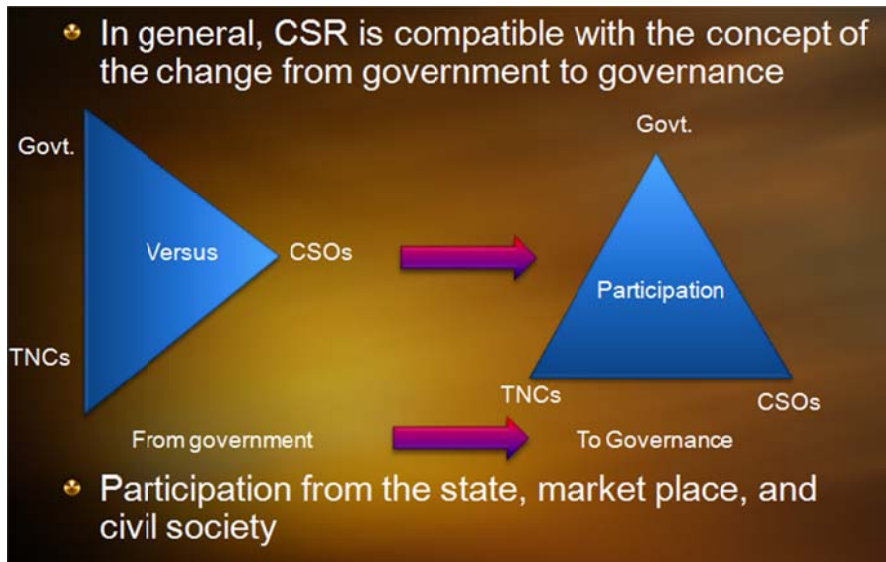 In general, CSR is compatible with the concept of
the change from government to governance
Govt.
Versus
CSOs
TNCs
Govt.
Participation
TNCs
CSOs
From government
To Governance
Participation from the state, market place, and
civil society